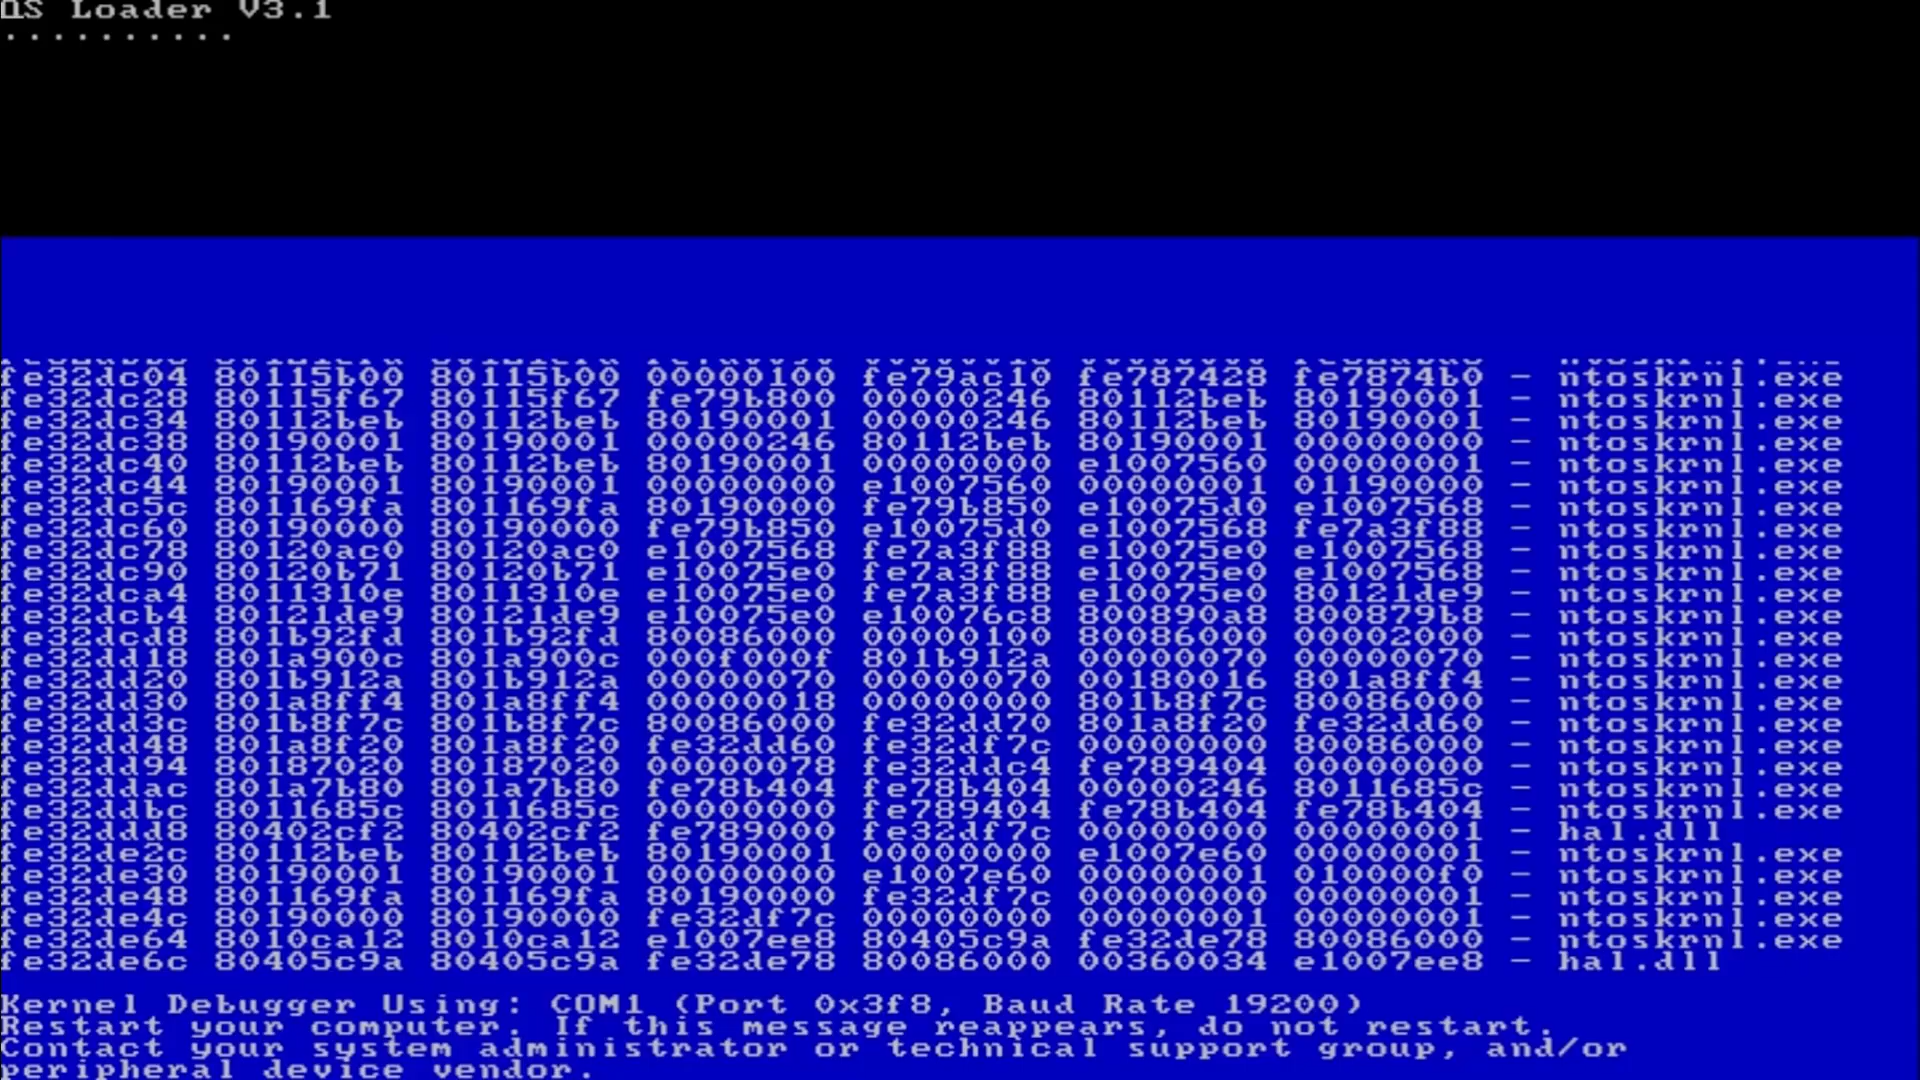 OS Loader V3.1
..........
fe32dc04 80115b00 80115b00 00000100 fe79ac10 fe787428 fe7874b0 - ntoskrnl.exe
fe32dc28 80115f67 80115f67 fe79b800 00000246 80112beb 80190001 - ntoskrnl.exe
fe32dc34 80112beb 80112beb 80190001 00000246 80112beb 80190001 - ntoskrnl.exe
fe32dc38 80190001 80190001 00000246 80112beb 80190001 00000000 - ntoskrnl.exe
fe32dc40 80112beb 80112beb 80190001 00000000 e1007560 00000001 - ntoskrnl.exe
fe32dc44 80190001 80190001 00000000 e1007560 00000001 01190000 - ntoskrnl.exe
fe32dc5c 801169fa 801169fa 80190000 fe79b850 e10075d0 e1007568 - ntoskrnl.exe
fe32dc60 80190000 80190000 fe79b850 e10075d0 e1007568 fe7a3f88 - ntoskrnl.exe
fe32dc78 80120ac0 80120ac0 e1007568 fe7a3f88 e10075e0 e1007568 - ntoskrnl.exe
fe32dc90 80120b71 80120b71 e10075e0 fe7a3f88 e10075e0 e1007568 - ntoskrnl.exe
fe32dca4 8011310e 8011310e e10075e0 fe7a3f88 e10075e0 80121de9 - ntoskrnl.exe
fe32dcb4 80121de9 80121de9 e10075e0 e10076c8 800890a8 800879b8 - ntoskrnl.exe
fe32dcd8 801b92fd 801b92fd 80086000 00000100 80086000 00002000 - ntoskrnl.exe
fe32dd18 801a900c 801a900c 000f000f 801b912a 00000070 00000070 - ntoskrnl.exe
fe32dd20 801b912a 801b912a 00000070 00000070 00180016 801a8ff4 - ntoskrnl.exe
fe32dd30 801a8ff4 801a8ff4 00000018 00000000 801b8f7c 80086000 - ntoskrnl.exe
fe32dd3c 801b8f7c 801b8f7c 80086000 fe32dd70 801a8f20 fe32dd60 - ntoskrnl.exe
fe32dd48 801a8f20 801a8f20 fe32dd60 fe32df7c 00000000 80086000 - ntoskrnl.exe
fe32dd94 80187020 80187020 00000078 fe32ddc4 fe789404 00000000 - ntoskrnl.exe
fe32ddac 801a7b80 801a7b80 fe78b404 fe78b404 00000246 8011685c - ntoskrnl.exe
fe32ddbc 8011685c 8011685c 00000000 fe789404 fe78b404 fe78b404 - ntoskrnl.exe
fe32ddd8 80402cf2 80402cf2 fe789000 fe32df7c 00000000 00000001 - hal.dll
fe32de2c 80112beb 80112beb 80190001 00000000 e1007e60 00000001 - ntoskrnl.exe
fe32de30 80190001 80190001 00000000 e1007e60 00000001 010000f0 - ntoskrnl.exe
fe32de48 801169fa 801169fa 80190000 fe32df7c 00000000 00000001 - ntoskrnl.exe
fe32de4c 80190000 80190000 fe32df7c 00000000 00000001 00000001 - ntoskrnl.exe
fe32de64 8010ca12 8010ca12 e1007ee8 80405c9a fe32de78 80086000 - ntoskrnl.exe
fe32de6c 80405c9a 80405c9a fe32de78 80086000 00360034 e1007ee8 - hal.dll
Kernel Debugger Using: COM1 (Port 0x3f8, Baud Rate 19200)
Restart your computer. If this message reappears, do not restart.
Contact your system administrator or technical support group, and/or
peripheral device vendor.